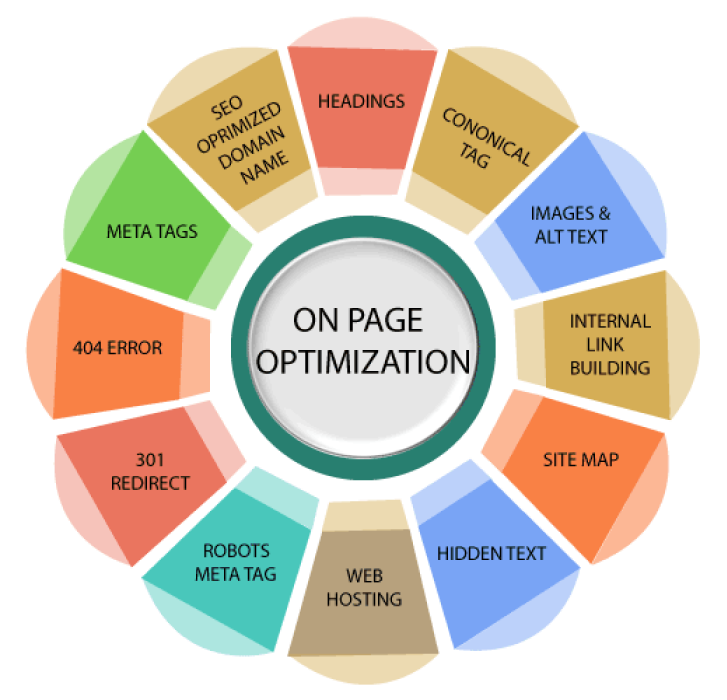 HEADINGS
CONONICAL
TAG
IMAGES &
ALT TEXT
INTERNAL
LINK
BUILDING
SITE MAP
HIDDEN TEXT
WEB
HOSTING
ROBOTS
META TAG
301
REDIRECT
404 ERROR
META TAGS
SEO
OPRIMIZED
DOMAIN
NAME
ON PAGE
OPTIMIZATION